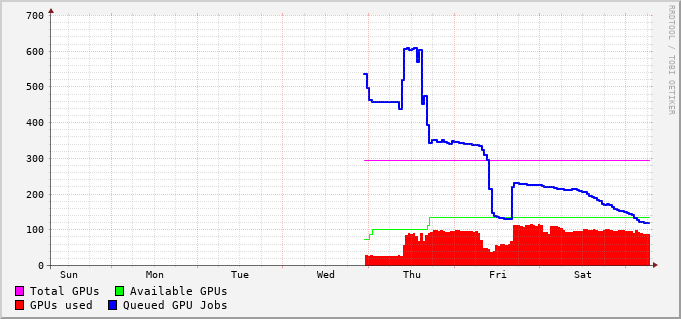 RRDTOOL / TOBI OETIKER
700
600
500
400
300
200
100
0
Sun Mon Tue Wed Thu Fri Sat
Total GPUs Available GPUs
GPUs used Queued GPU Jobs